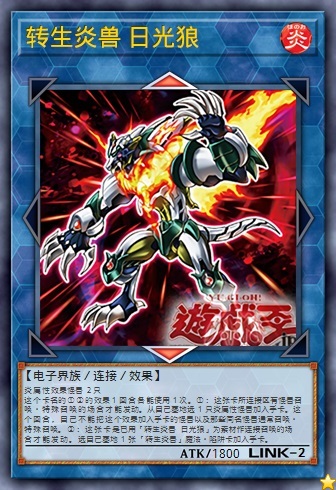 转生炎兽 日光狼
炎
YU-GI-OH!
遊戯王
【电子界族／连接／效果】
炎属性效果怪兽２只
这个卡名的①②的效果１回合各能使用１次。①：这张卡所连接区有怪兽召
唤，特殊召唤的场合才能发动。从自己墓地选１只炎属性怪兽加入手卡。这
个回合，自己不能把这个效果加入手卡的怪兽以及那些同名怪兽通常召唤，
特殊召唤。②：这张卡是已用「转生炎兽 日光狼」为素材作连接召唤的场
合才能发动。选自己墓地１张「转生炎兽」魔法·陷阱卡加入手卡。
ATK/1800 LINK-2